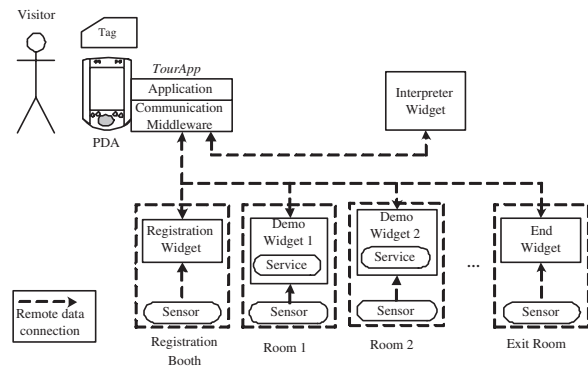 Visitor
Tag
TourApp
Application
Communication
Middleware
PDA
Interpreter
Widget
Registration
Widget
Demo
Widget 1
Service
Demo
Widget 2
Service
End
Widget
...
Sensor
Sensor
Sensor
Sensor
Remote data
connection
Registration
Booth
Room 1
Room 2
Exit Room